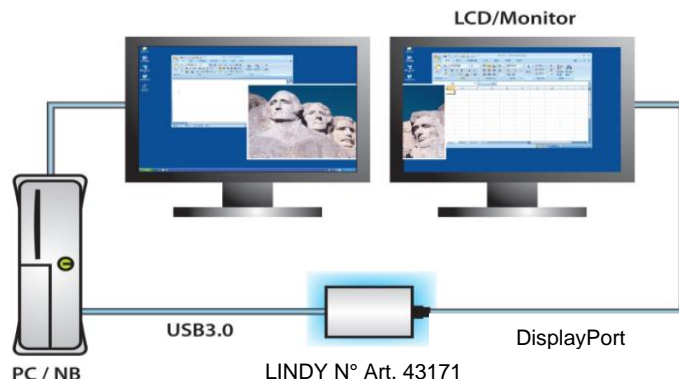 LCD/Monitor
USB3.0
DisplayPort
PC / NB
LINDY N° Art. 43171